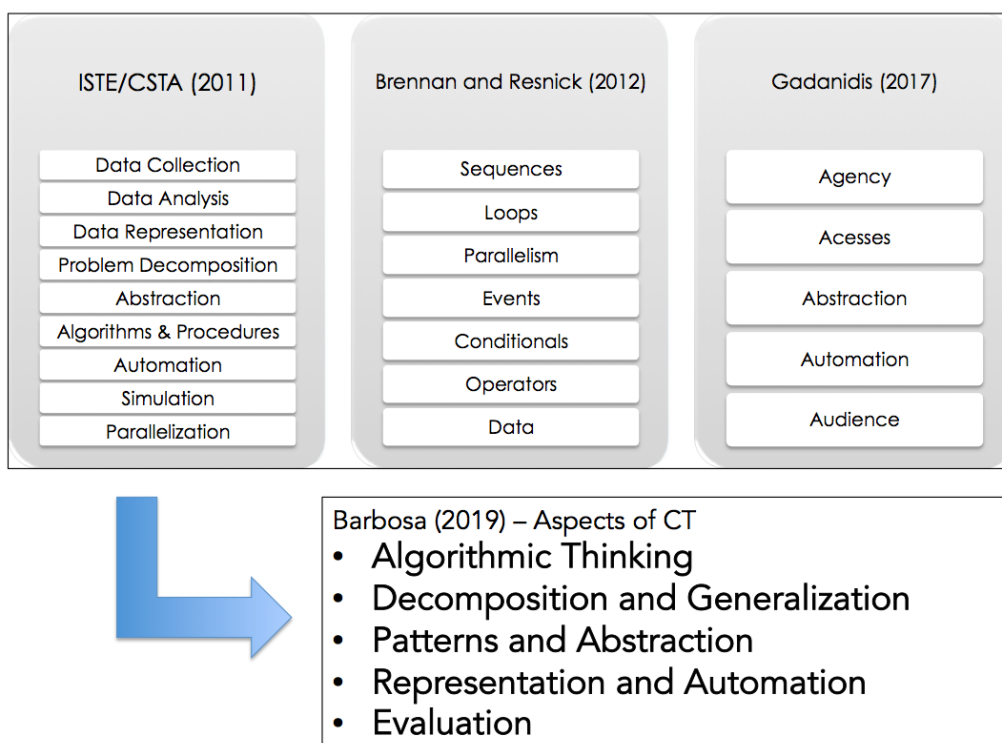 ISTE/CSTA (2011)
Data Collection
Data Analysis
Data Representation
Problem Decomposition
Abstraction
Algorithms & Procedures
Automation
Simulation
Parallelization
Brennan and Resnick (2012)
Sequences
Loops
Parallelism
Events
Conditionals
Operators
Data
Gadanidis (2017)
Agency
Acesses
Abstraction
Automation
Audience
Barbosa (2019) – Aspects of CT
• Algorithmic Thinking
• Decomposition and Generalization
• Patterns and Abstraction
• Representation and Automation
• Evaluation